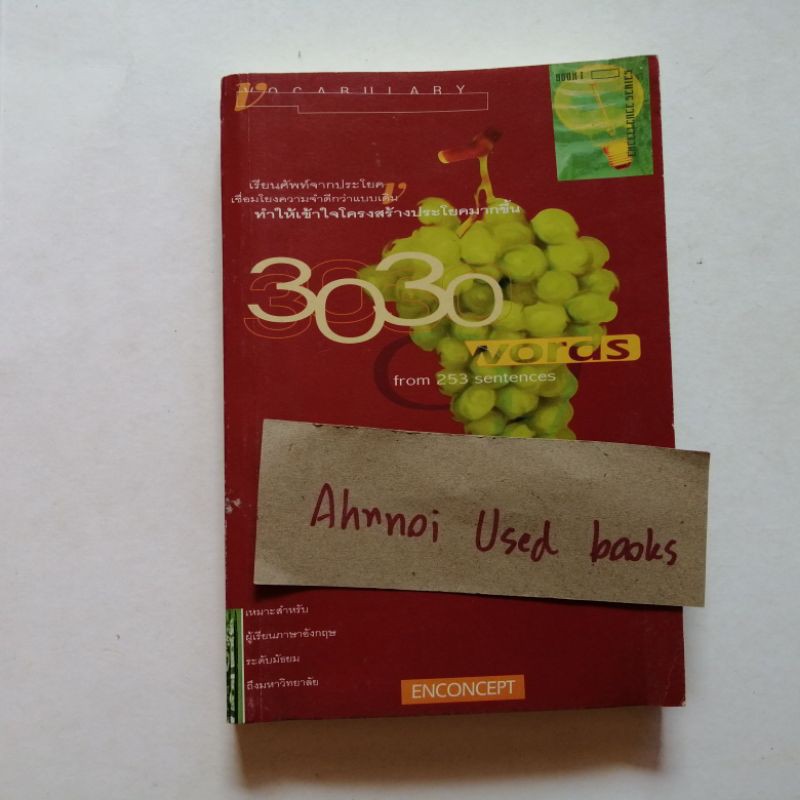 VOCABULARY
BOOK I
EXCELLENCE SERIES
เรียนศัพท์จากประโยค
เชื่อมโยงความจำดีกว่าแบบเดิม
ทำให้เข้าใจโครงสร้างประโยคมากขึ้น
3030
words
from 253 sentences
Ahnnoi Used books
เหมาะสำหรับ
ผู้เรียนภาษาอังกฤษ
ระดับมัธยม
ถึงมหาวิทยาลัย
ENCONCEPT